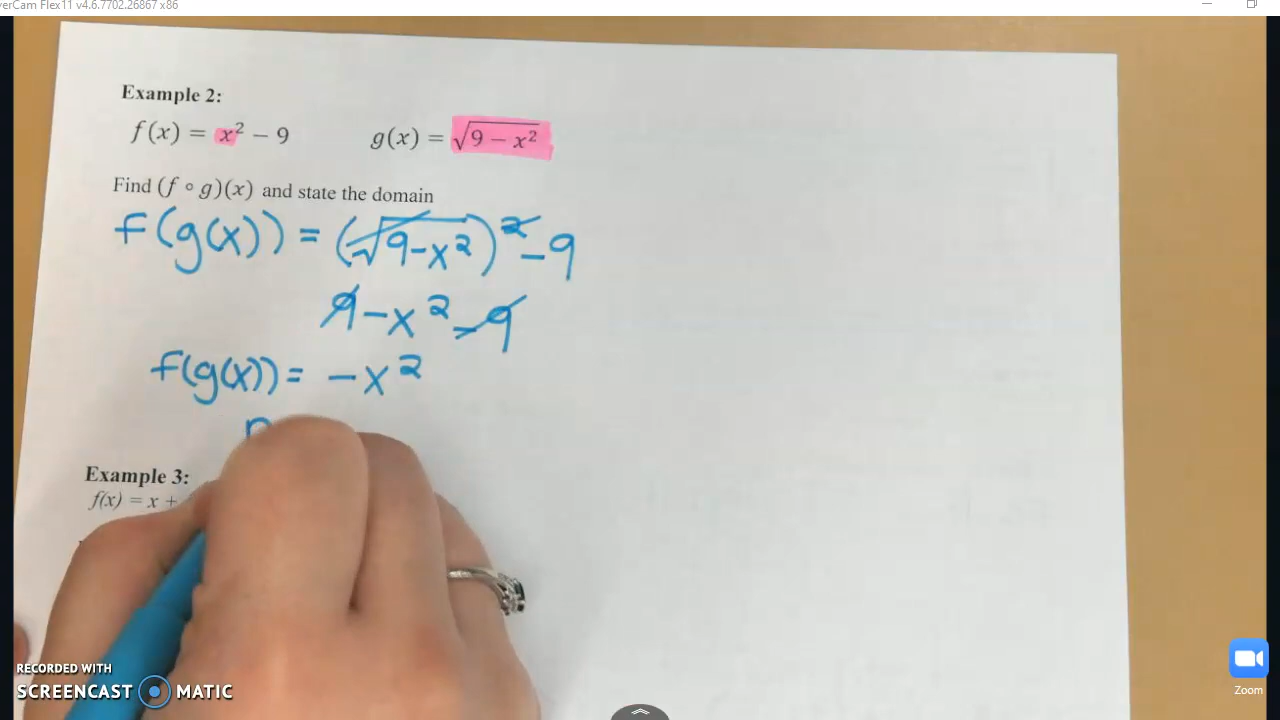 verCam Flex11 v4.6.7702.26867 x86
Example 2:
f(x) = x² − 9 g(x) = √(9 − x²)
Find (f ∘ g)(x) and state the domain
f(g(x)) = (√(9-x²))² - 9
9 - x² - 9
f(g(x)) = -x²
Example 3:
f(x) = x +
RECORDED WITH
SCREENCAST MATIC
Zoom